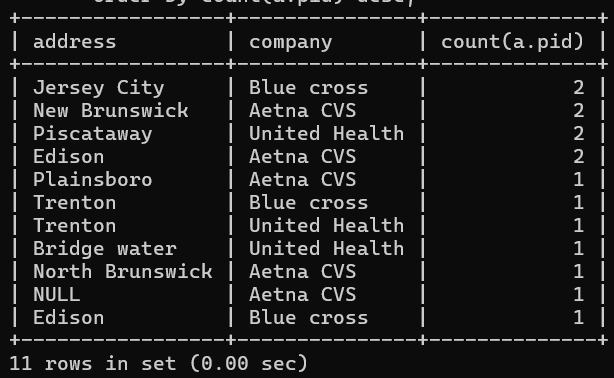 order by count(a.pid) desc;
+------------------+---------------+--------------+
| address          | company       | count(a.pid) |
+------------------+---------------+--------------+
| Jersey City      | Blue cross    |            2 |
| New Brunswick    | Aetna CVS     |            2 |
| Piscataway       | United Health |            2 |
| Edison           | Aetna CVS     |            2 |
| Plainsboro       | Aetna CVS     |            1 |
| Trenton          | Blue cross    |            1 |
| Trenton          | United Health |            1 |
| Bridge water     | United Health |            1 |
| North Brunswick  | Aetna CVS     |            1 |
| NULL             | Aetna CVS     |            1 |
| Edison           | Blue cross    |            1 |
+------------------+---------------+--------------+
11 rows in set (0.00 sec)